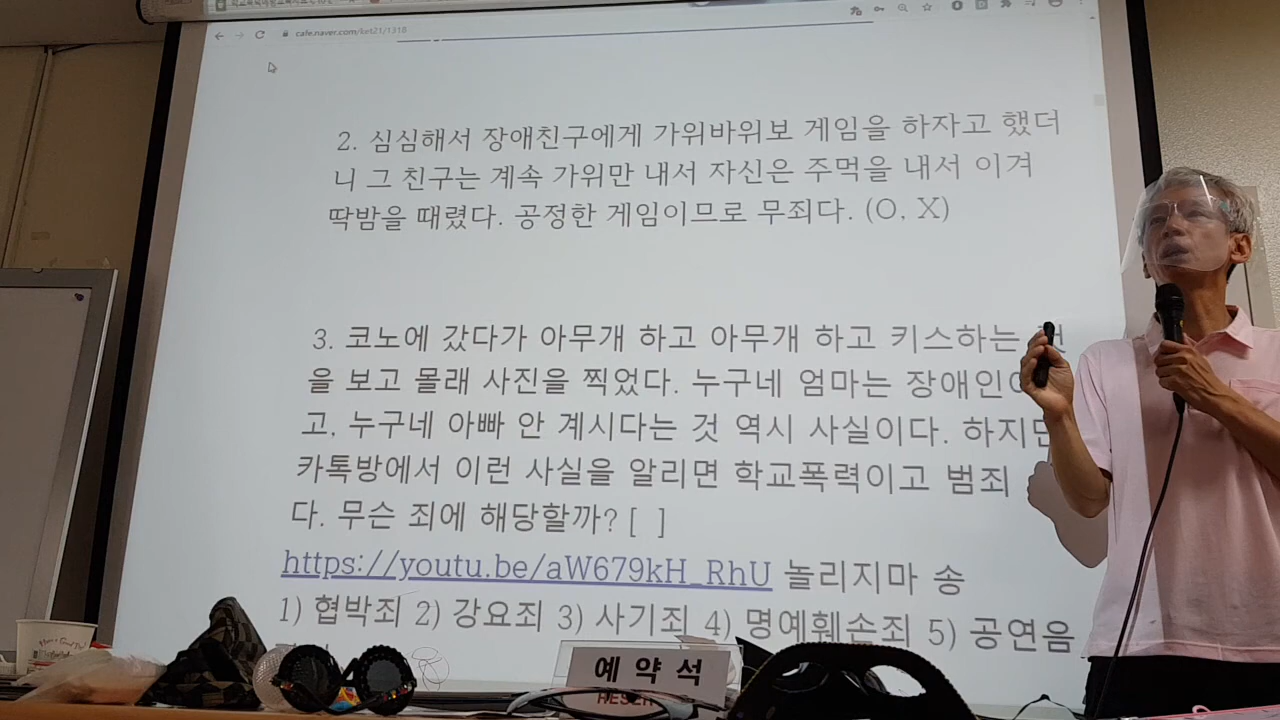 cafe.naver.com/ket21/1318
2. 심심해서 장애친구에게 가위바위보 게임을 하자고 했더
니 그 친구는 계속 가위만 내서 자신은 주먹을 내서 이겨
딱밤을 때렸다. 공정한 게임이므로 무죄다. (O, X)
3. 코노에 갔다가 아무개 하고 아무개 하고 키스하는
을 보고 몰래 사진을 찍었다. 누구네 엄마는 장애인이
고, 누구네 아빠 안 계시다는 것 역시 사실이다. 하지만
카톡방에서 이런 사실을 알리면 학교폭력이고 범죄
다. 무슨 죄에 해당할까? [ ]
https://youtu.be/aW679kH_RhU 놀리지마 송
1) 협박죄 2) 강요죄 3) 사기죄 4) 명예훼손죄 5) 공연음
예 약 석